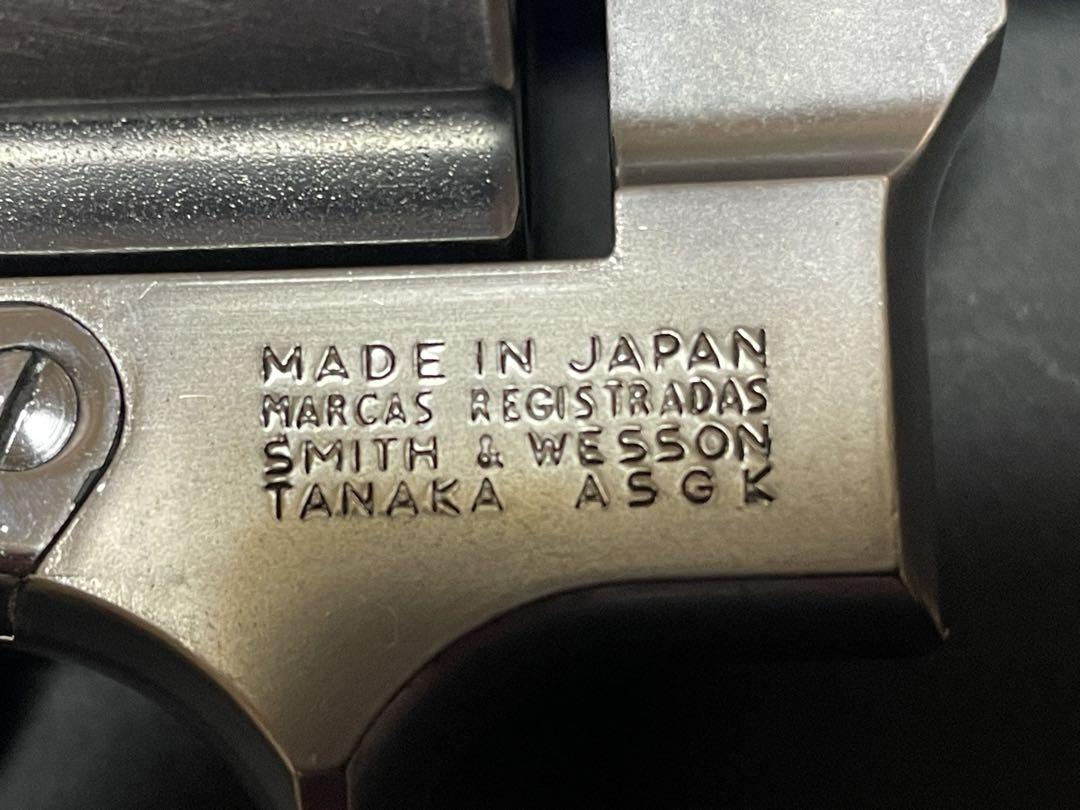 MADE IN JAPAN
MARCAS REGISTRADAS
SMITH & WESSON
TANAKA ASGK